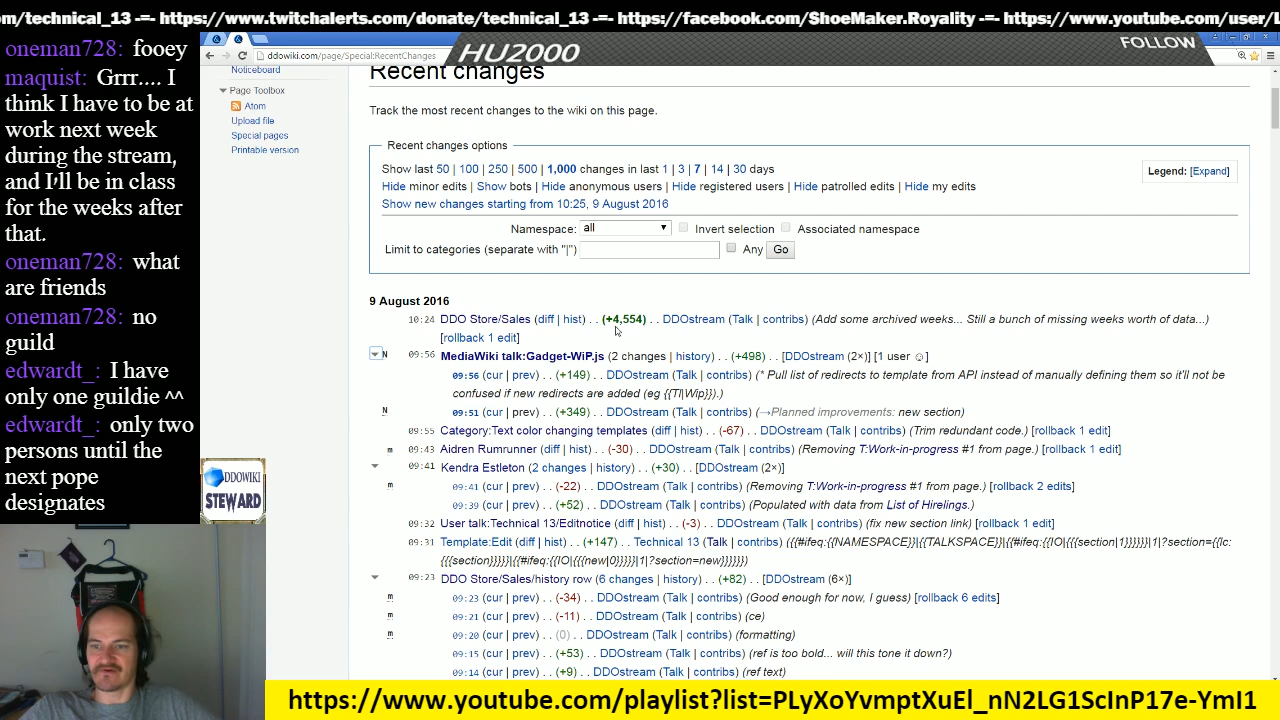 om/technical_13 -=- https://www.twitchalerts.com/donate/technical_13 -=- https://facebook.com/ShoeMaker.Royality -=- https://www.youtube.com/user/
oneman728: fooey
maquist: Grrr.... I
think I have to be at
work next week
during the stream,
and I'll be in class
for the weeks after
that.
oneman728: what
are friends
oneman728: no
guild
edwardt_: I have
only one guildie ^^
edwardt_: only two
persons until the
next pope
designates
DDOWIKI
STEWARD
HU2000
FOLLOW
ddowiki.com/page/Special:RecentChanges
Noticeboard
Page Toolbox
Atom
Upload file
Special pages
Printable version
Recent changes
Track the most recent changes to the wiki on this page.
Recent changes options
Show last 50 | 100 | 250 | 500 | 1,000 changes in last 1 | 3 | 7 | 14 | 30 days
Hide minor edits | Show bots | Hide anonymous users | Hide registered users | Hide patrolled edits | Hide my edits
Show new changes starting from 10:25, 9 August 2016
Legend: [Expand]
Namespace: all Invert selection Associated namespace
Limit to categories (separate with "|") Any Go
9 August 2016
10:24 DDO Store/Sales (diff | hist) . . (+4,554) . . DDOstream (Talk | contribs) (Add some archived weeks... Still a bunch of missing weeks worth of data...)
[rollback 1 edit]
N 09:56 MediaWiki talk:Gadget-WiP.js (2 changes | history) . . (+498) . . [DDOstream (2×)] [1 user ☺]
09:56 (cur | prev) . . (+149) . . DDOstream (Talk | contribs) (* Pull list of redirects to template from API instead of manually defining them so it'll not be
confused if new redirects are added (eg {{Tl|Wip}}).)
N 09:51 (cur | prev) . . (+349) . . DDOstream (Talk | contribs) (→Planned improvements: new section)
09:55 Category:Text color changing templates (diff | hist) . . (-67) . . DDOstream (Talk | contribs) (Trim redundant code.) [rollback 1 edit]
m 09:43 Aidren Rumrunner (diff | hist) . . (-30) . . DDOstream (Talk | contribs) (Removing T:Work-in-progress #1 from page.) [rollback 1 edit]
09:41 Kendra Estleton (2 changes | history) . . (+30) . . [DDOstream (2×)]
m 09:41 (cur | prev) . . (-22) . . DDOstream (Talk | contribs) (Removing T:Work-in-progress #1 from page.) [rollback 2 edits]
09:39 (cur | prev) . . (+52) . . DDOstream (Talk | contribs) (Populated with data from List of Hirelings.)
09:32 User talk:Technical 13/Editnotice (diff | hist) . . (-3) . . DDOstream (Talk | contribs) (fix new section link) [rollback 1 edit]
09:31 Template:Edit (diff | hist) . . (+147) . . Technical 13 (Talk | contribs) ({{#ifeq:{{NAMESPACE}}|{{TALKSPACE}}|{{#ifeq:{{IO|{{{section|1}}}}}}|1|?section={{lc:
{{{section}}}}}|{{#ifeq:{{IO|{{{new|0}}}}}}|1|?section=new}}}}}})
09:23 DDO Store/Sales/history row (6 changes | history) . . (+82) . . [DDOstream (6×)]
m 09:23 (cur | prev) . . (-34) . . DDOstream (Talk | contribs) (Good enough for now, I guess) [rollback 6 edits]
m 09:21 (cur | prev) . . (-11) . . DDOstream (Talk | contribs) (ce)
m 09:20 (cur | prev) . . (0) . . DDOstream (Talk | contribs) (formatting)
09:15 (cur | prev) . . (+53) . . DDOstream (Talk | contribs) (ref is too bold... will this tone it down?)
09:14 (cur | prev) . . (+9) . . DDOstream (Talk | contribs) (ref text)
https://www.youtube.com/playlist?list=PLyXoYvmptXuEl_nN2LG1ScInP17e-YmI1